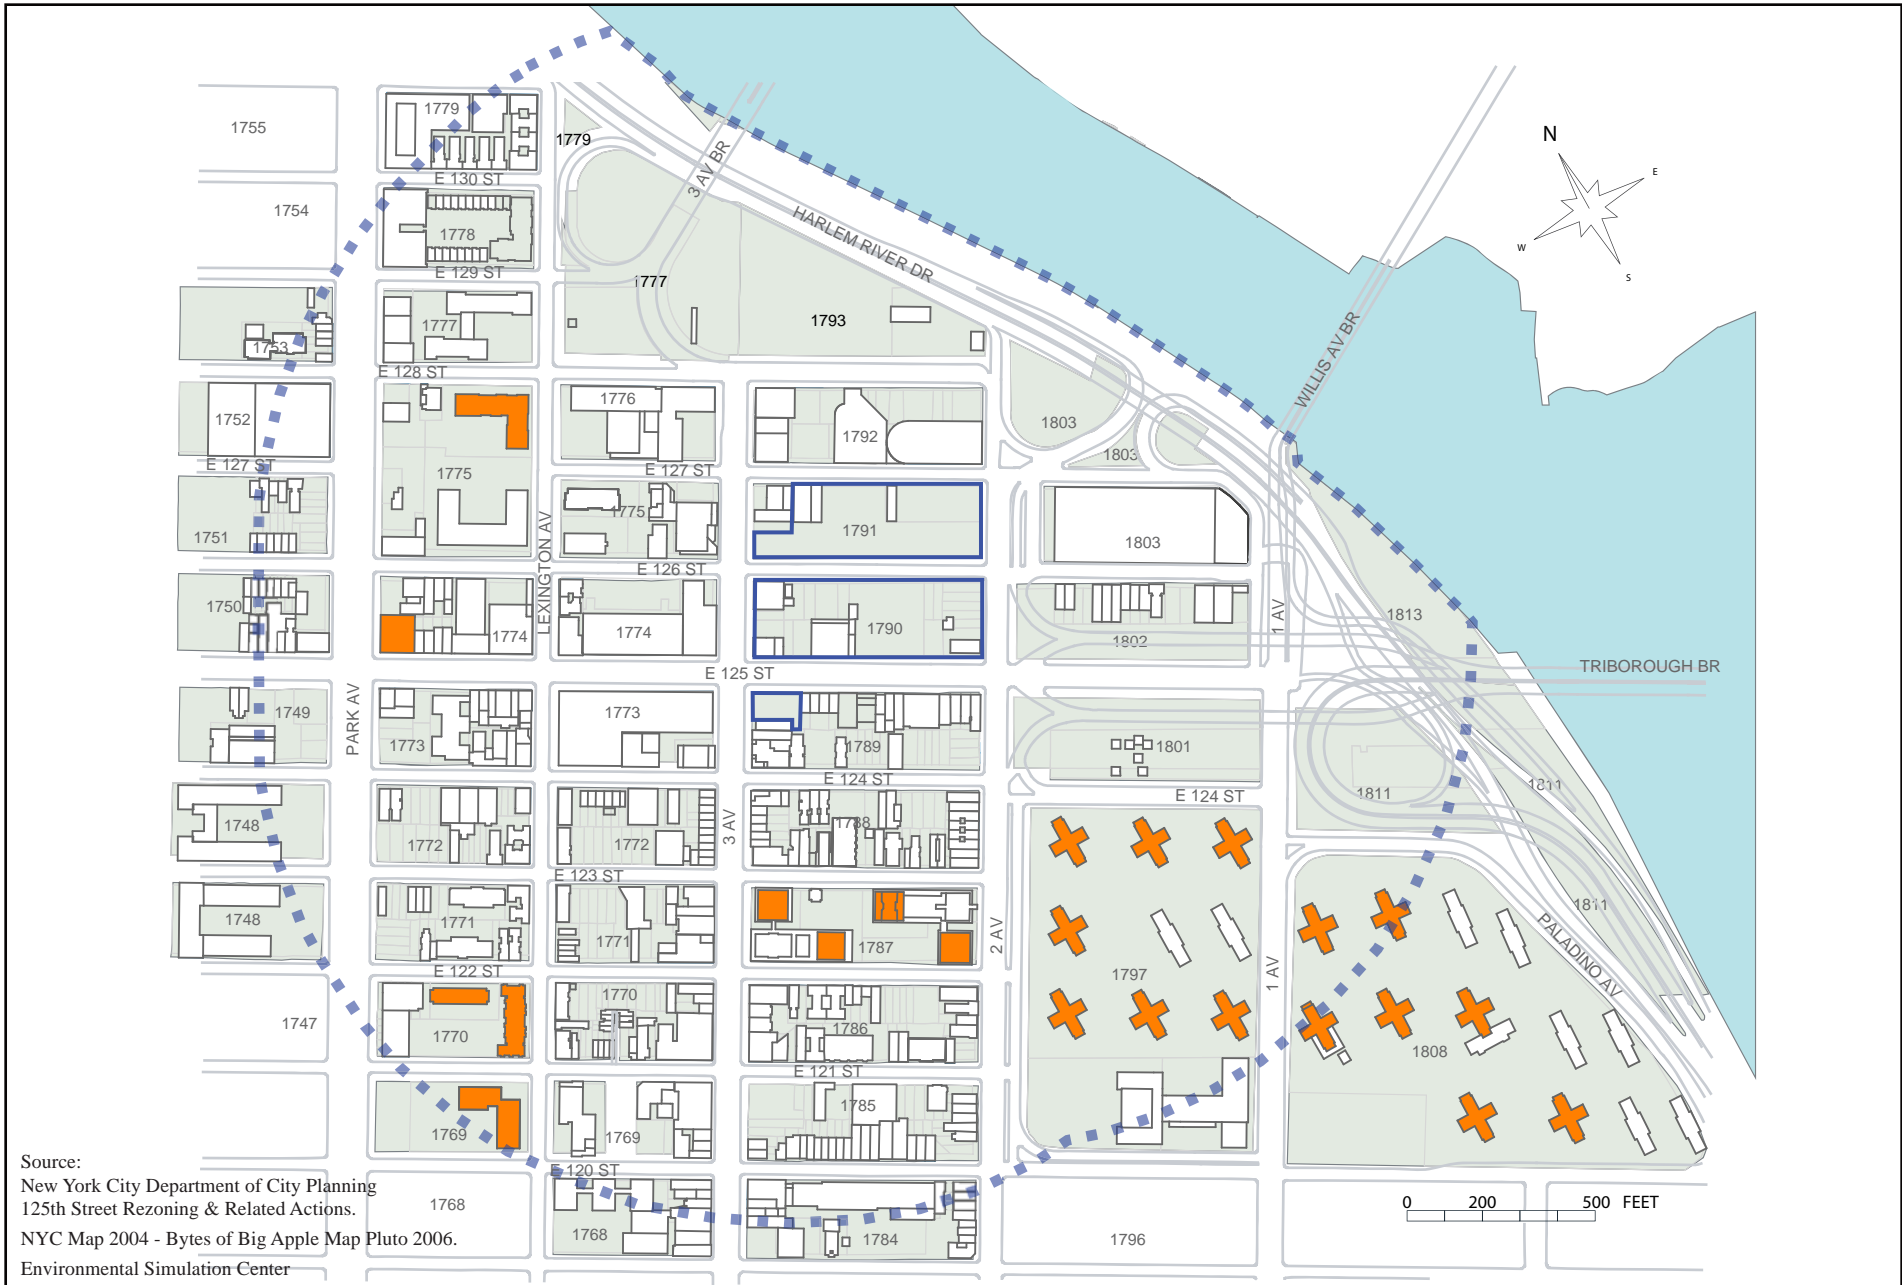 N
E
W
S
1755
1779
1779
E 130 ST
3 AV BR
1754
1778
HARLEM RIVER DR
E 129 ST
1777
1793
1777
1753
WILLIS AV BR
E 128 ST
1776
1752
1792
1803
1803
E 127 ST
E 127 ST
1775
1775
1751
1791
1803
LEXINGTON AV
E 126 ST
1750
1774
1774
1790
1802
1 AV
1813
TRIBOROUGH BR
E 125 ST
PARK AV
1749
1773
1773
1789
1801
E 124 ST
E 124 ST
1811
1811
1748
1772
1772
3 AV
1788
E 123 ST
1748
1771
1771
1787
2 AV
1811
PALADINO AV
E 122 ST
1797
1 AV
1747
1770
1770
1786
1808
E 121 ST
1769
1769
1785
E 120 ST
1768
1768
1784
1796
0 200 500 FEET
Source:
New York City Department of City Planning
125th Street Rezoning & Related Actions.
NYC Map 2004 - Bytes of Big Apple Map Pluto 2006.
Environmental Simulation Center